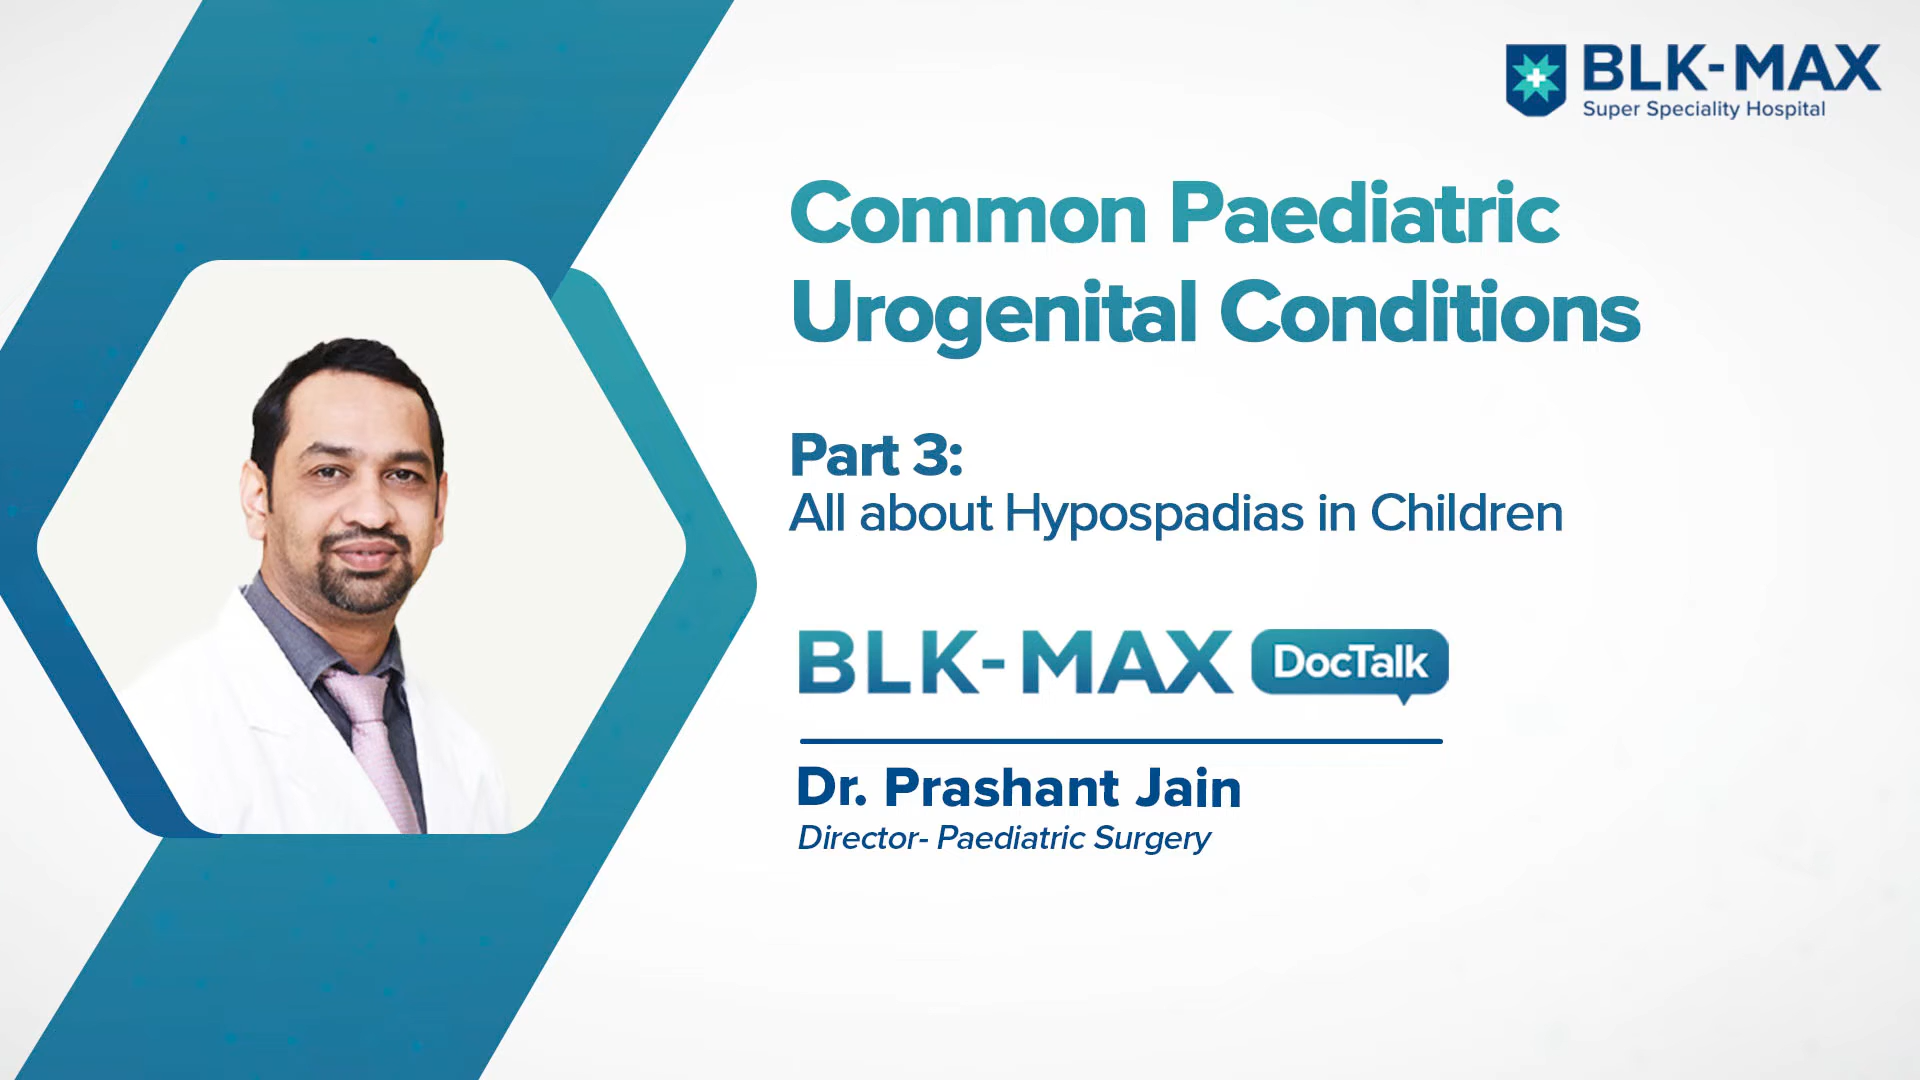 BLK-MAX
Super Speciality Hospital
Common Paediatric
Urogenital Conditions
Part 3:
All about Hypospadias in Children
BLK-MAX DocTalk
Dr. Prashant Jain
Director- Paediatric Surgery